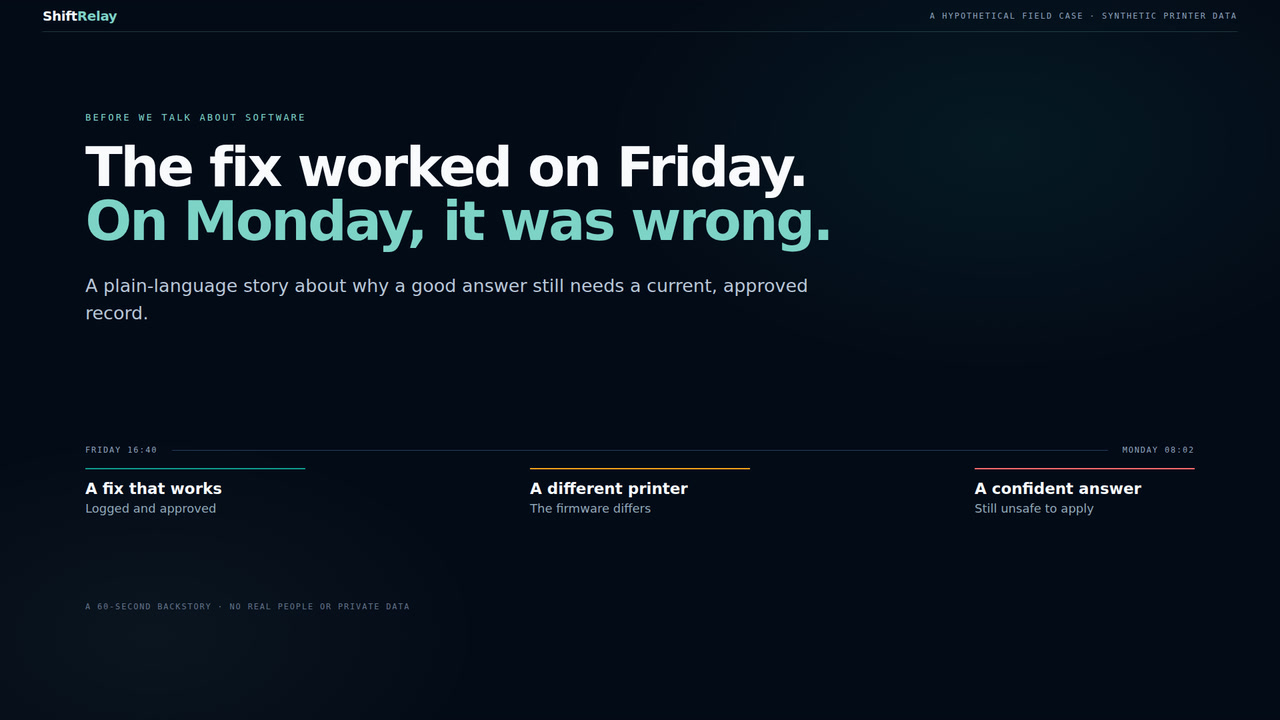 ShiftRelay
A HYPOTHETICAL FIELD CASE · SYNTHETIC PRINTER DATA
BEFORE WE TALK ABOUT SOFTWARE
The fix worked on Friday.
On Monday, it was wrong.
A plain-language story about why a good answer still needs a current, approved
record.
FRIDAY 16:40
MONDAY 08:02
A fix that works
Logged and approved
A different printer
The firmware differs
A confident answer
Still unsafe to apply
A 60-SECOND BACKSTORY · NO REAL PEOPLE OR PRIVATE DATA